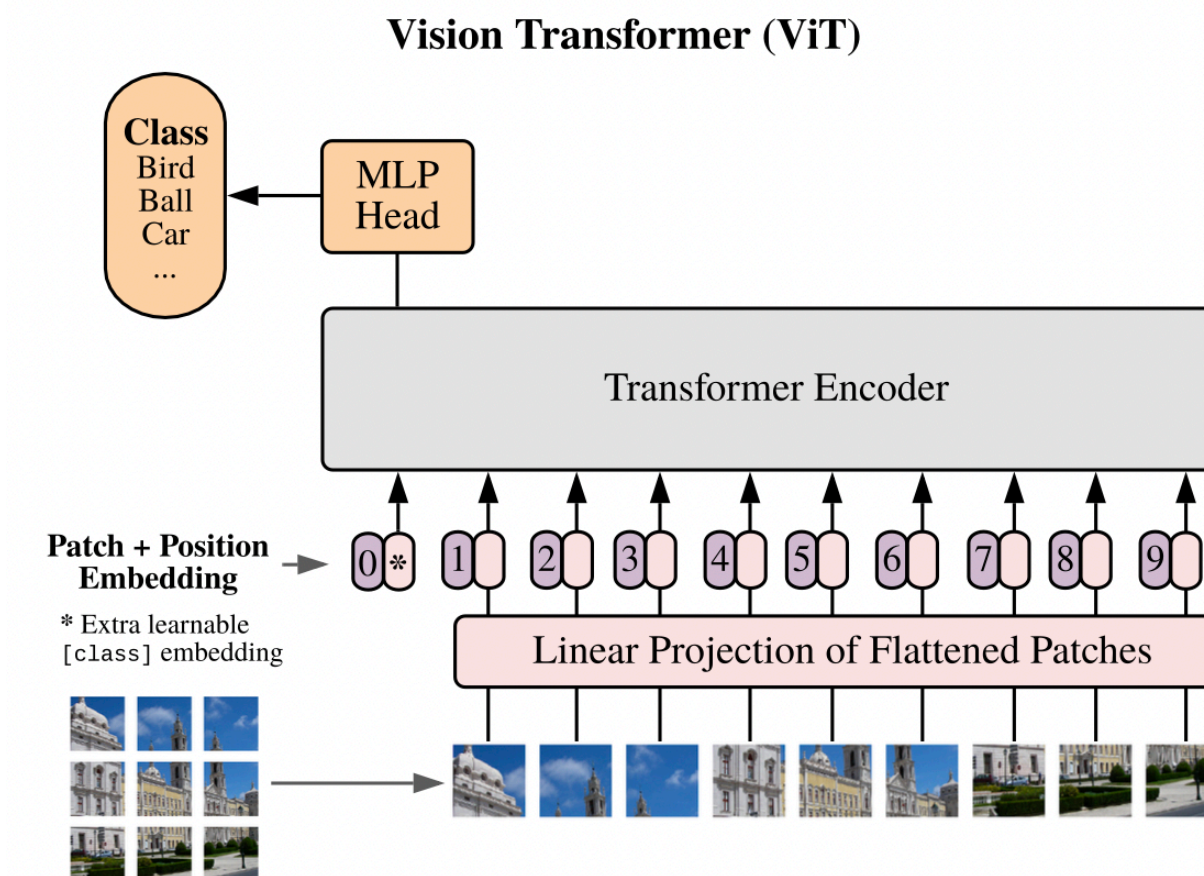 Vision Transformer (ViT)
Class
Bird
Ball
Car
...
MLP
Head
Transformer Encoder
Patch + Position
Embedding
0 * 1 2 3 4 5 6 7 8 9
* Extra learnable
[class] embedding
Linear Projection of Flattened Patches